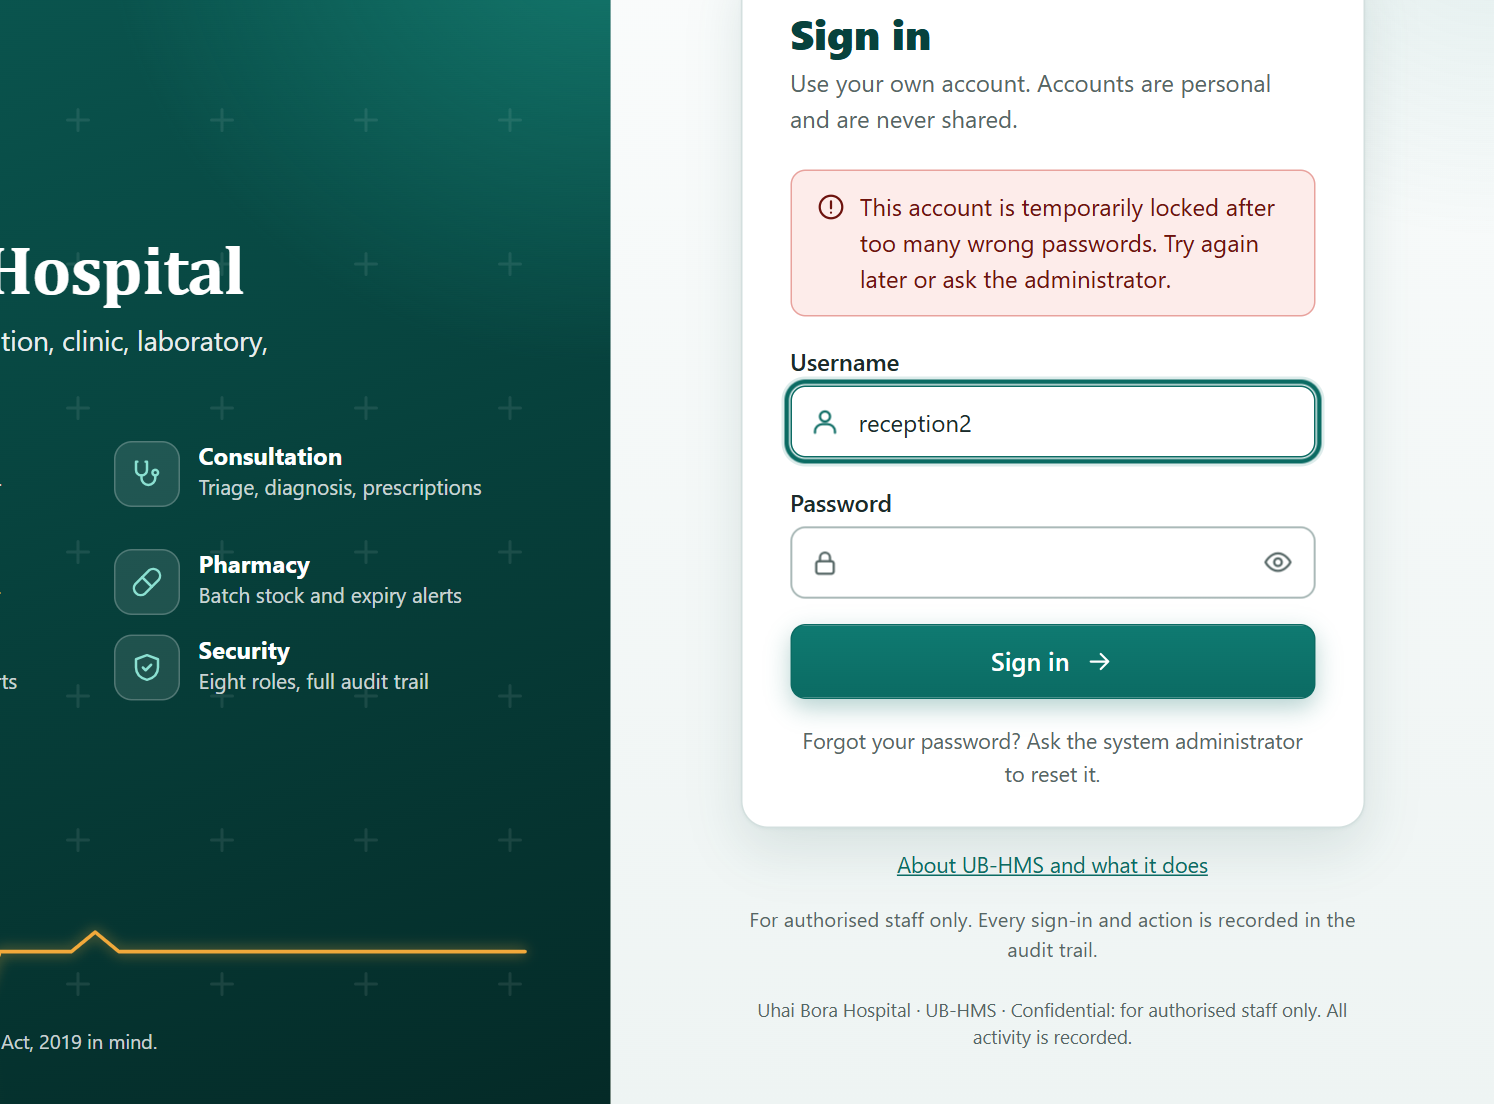 Hospital
tion, clinic, laboratory,
Consultation
Triage, diagnosis, prescriptions
Pharmacy
Batch stock and expiry alerts
rts
Security
Eight roles, full audit trail
Act, 2019 in mind.
Sign in
Use your own account. Accounts are personal
and are never shared.
This account is temporarily locked after
too many wrong passwords. Try again
later or ask the administrator.
Username
reception2
Password
Sign in →
Forgot your password? Ask the system administrator
to reset it.
About UB-HMS and what it does
For authorised staff only. Every sign-in and action is recorded in the
audit trail.
Uhai Bora Hospital · UB-HMS · Confidential: for authorised staff only. All
activity is recorded.